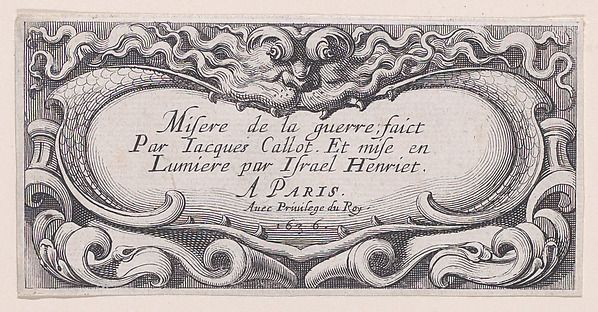 Miſere de la guerre; faict
Par Iacques Callot. Et miſe en
Lumiere par Iſrael Henriet.
A PARIS.
Auec Priuilege du Roy.
1636.